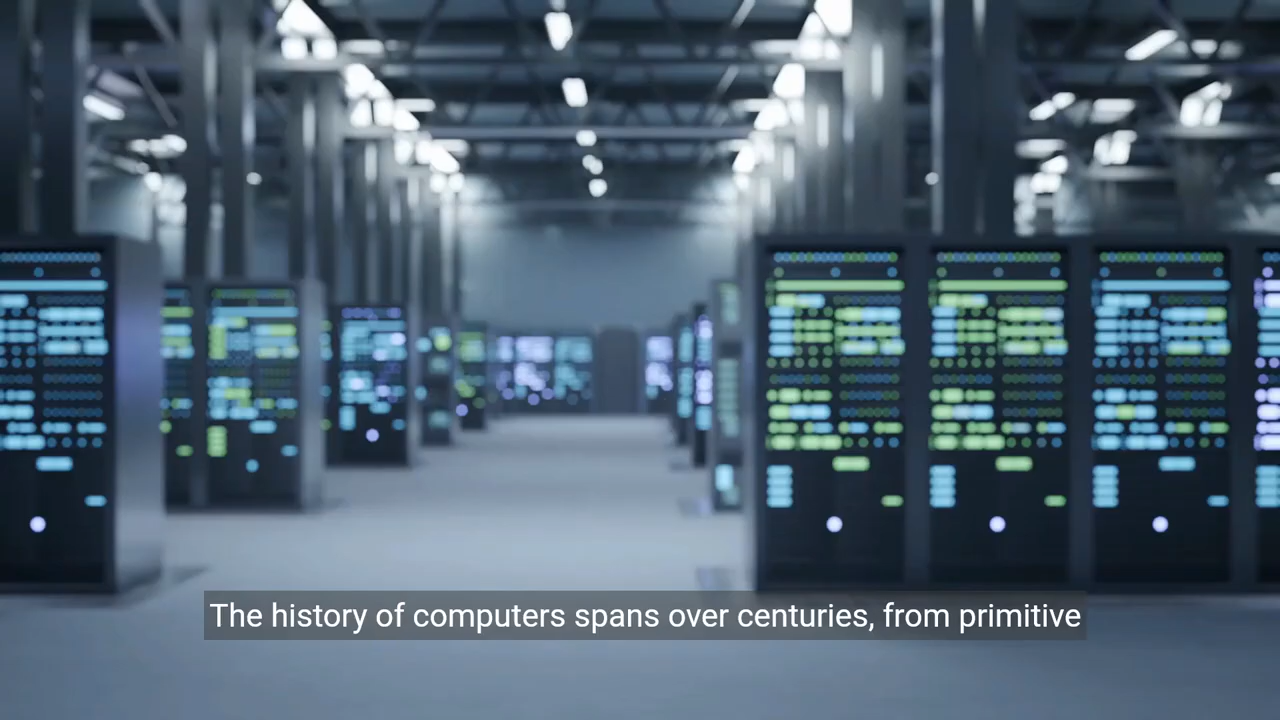 The history of computers spans over centuries, from primitive